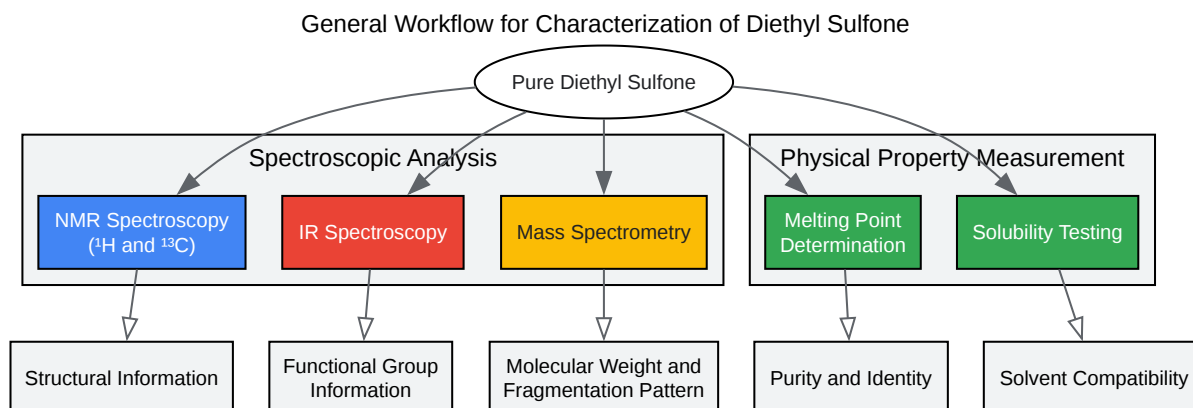 General Workflow for Characterization of Diethyl Sulfone
Pure Diethyl Sulfone
Spectroscopic Analysis
Physical Property Measurement
NMR Spectroscopy
(¹H and ¹³C)
IR Spectroscopy
Mass Spectrometry
Melting Point
Determination
Solubility Testing
Structural Information
Functional Group
Information
Molecular Weight and
Fragmentation Pattern
Purity and Identity
Solvent Compatibility